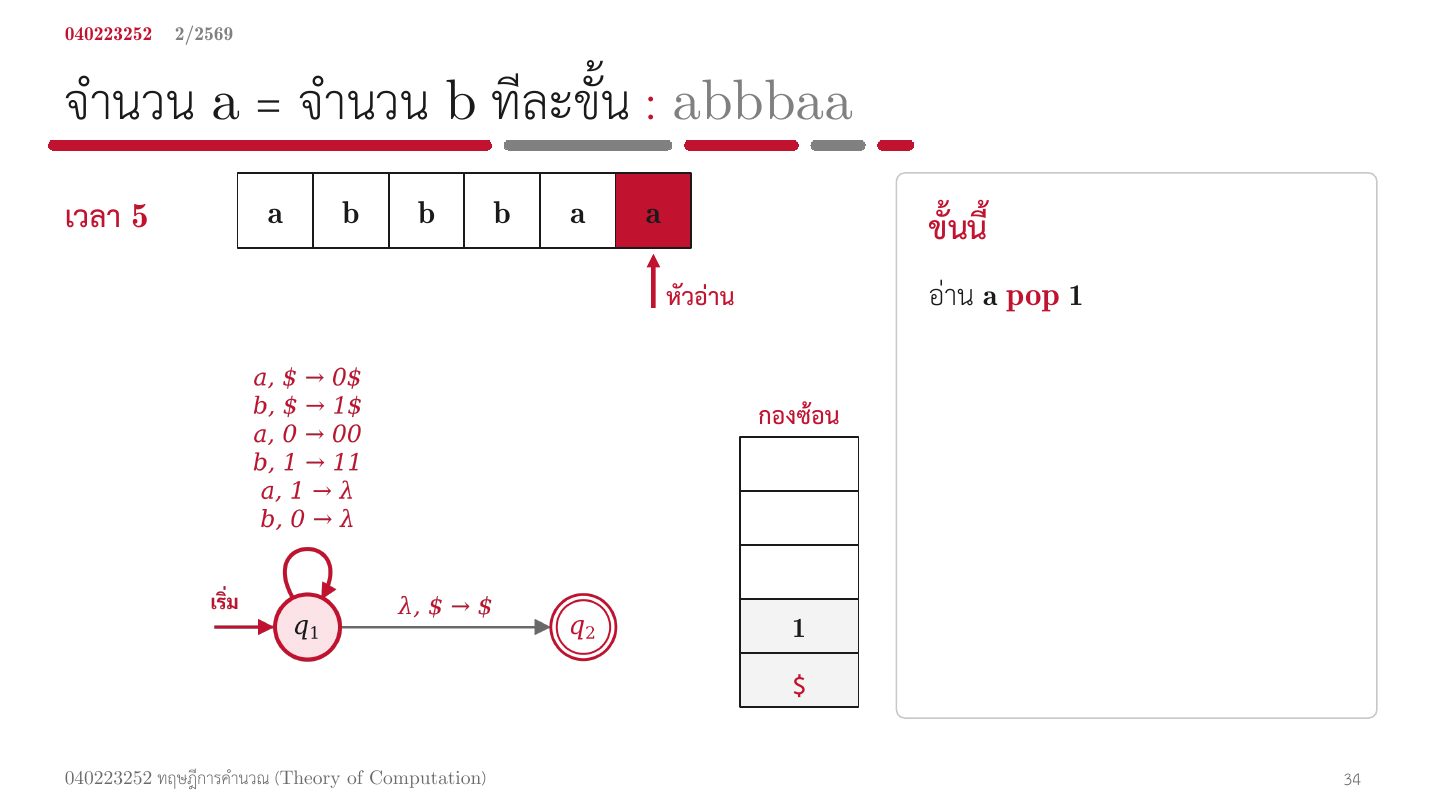 040223252 2/2569
จำนวน a = จำนวน b ทีละขั้น : abbbaa
เวลา 5
a b b b a a
หัวอ่าน
ขั้นนี้
อ่าน a pop 1
a, $ → 0$
b, $ → 1$
a, 0 → 00
b, 1 → 11
a, 1 → λ
b, 0 → λ
เริ่ม
q1
λ, $ → $
q2
กองซ้อน
1
$
040223252 ทฤษฎีการคำนวณ (Theory of Computation)
34